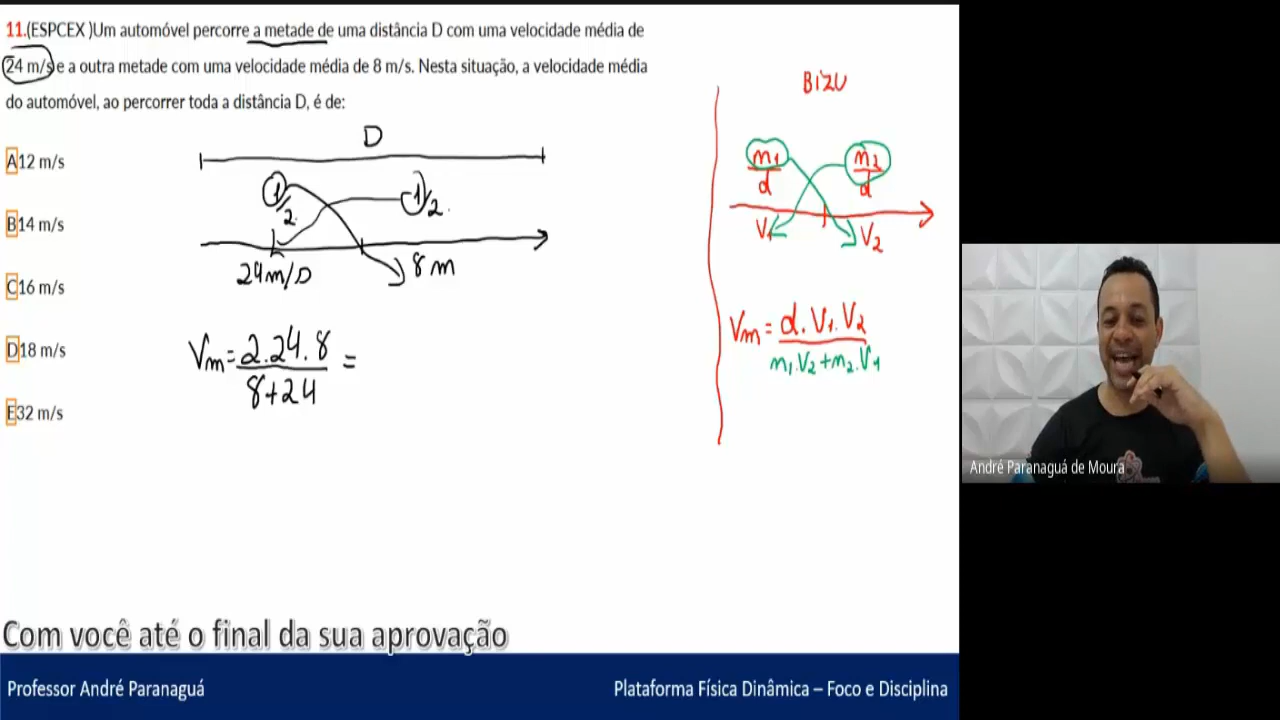 11.(ESPCEX )Um automóvel percorre a metade de uma distância D com uma velocidade média de
24 m/s e a outra metade com uma velocidade média de 8 m/s. Nesta situação, a velocidade média
do automóvel, ao percorrer toda a distância D, é de:
A12 m/s
B14 m/s
C16 m/s
D18 m/s
E32 m/s
D
1/2 1/2.
24m/s 8 m
Vm=2.24.8/8+24 =
BIZU
m1/d m2/d
V1 V2
Vm = d.V1.V2/m1.V2+m2.V1
André Paranaguá de Moura
Com você até o final da sua aprovação
Professor André Paranaguá
Plataforma Física Dinâmica – Foco e Disciplina